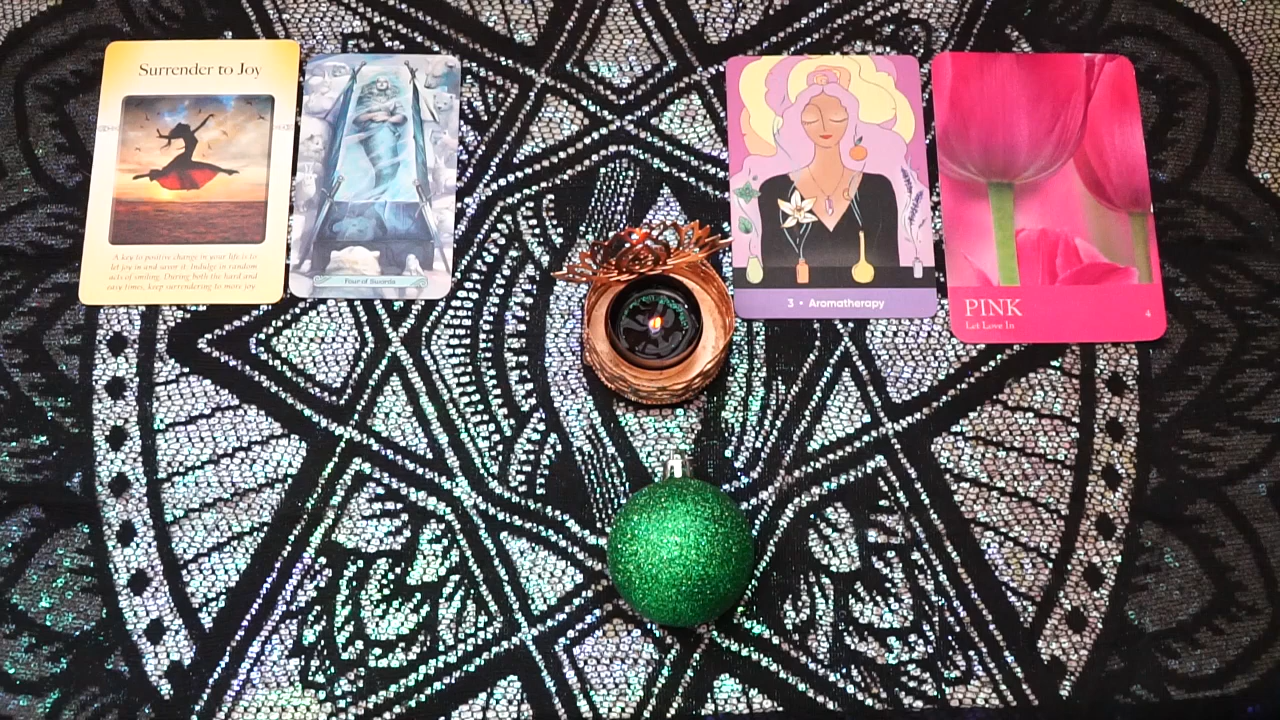 Surrender to Joy
A key to positive change in your life is to
let joy in and savor it. Indulge in random
acts of smiling. During both the hard and
easy times, keep surrendering to more joy.
Four of Swords
3 • Aromatherapy
PINK
Let Love In
4